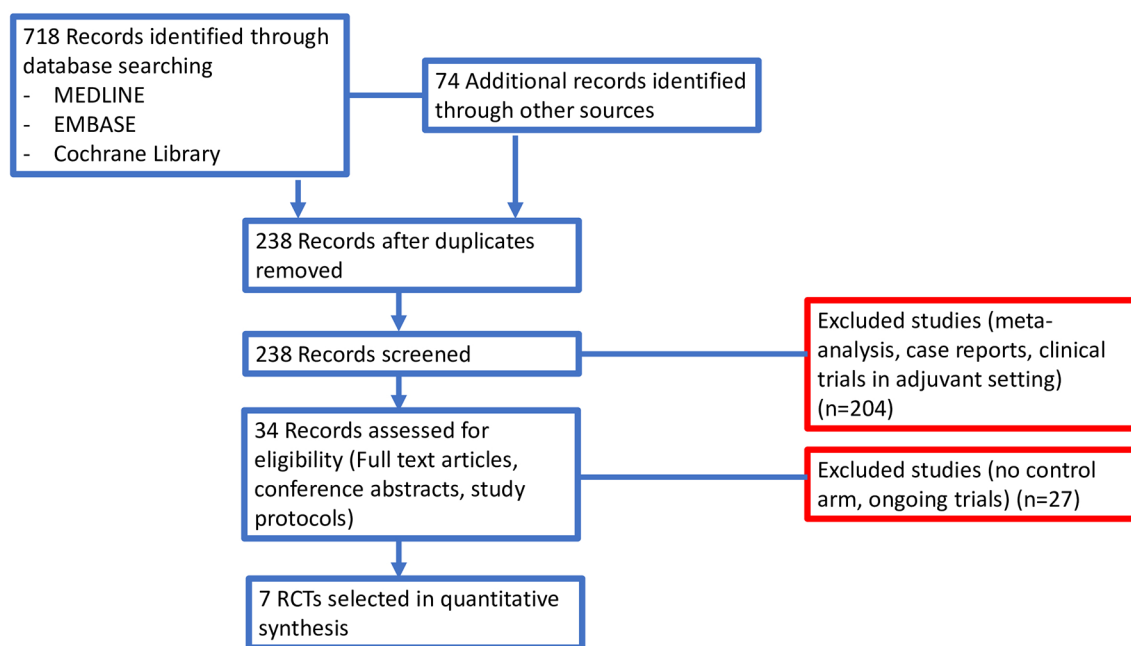 718 Records identified through
database searching
- MEDLINE
- EMBASE
- Cochrane Library
74 Additional records identified
through other sources
238 Records after duplicates
removed
238 Records screened
Excluded studies (meta-
analysis, case reports, clinical
trials in adjuvant setting)
(n=204)
34 Records assessed for
eligibility (Full text articles,
conference abstracts, study
protocols)
Excluded studies (no control
arm, ongoing trials) (n=27)
7 RCTs selected in quantitative
synthesis